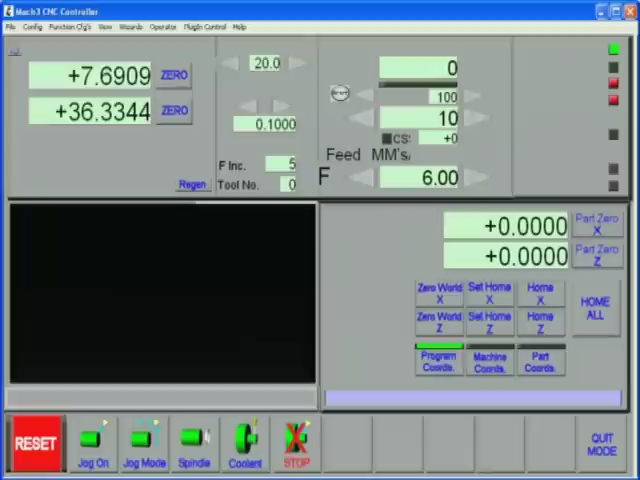 Mach3 CNC Controller
File Config Function Cfg's View Wizards Operator PlugIn Control Help
+7.6909 ZERO
+36.3344 ZERO
20.0
0.1000
F Inc. 5
Tool No. 0
Regen
0
100
10
CS: +0
Feed MM's/
F 6.00
+0.0000 Part Zero X
+0.0000 Part Zero Z
Zero World X
Set Home X
Home X
Zero World Z
Set Home Z
Home Z
HOME ALL
Program Coords.
Machine Coords.
Part Coords.
RESET
Jog On
Jog Mode
Spindle
Coolent
STOP
QUIT MODE